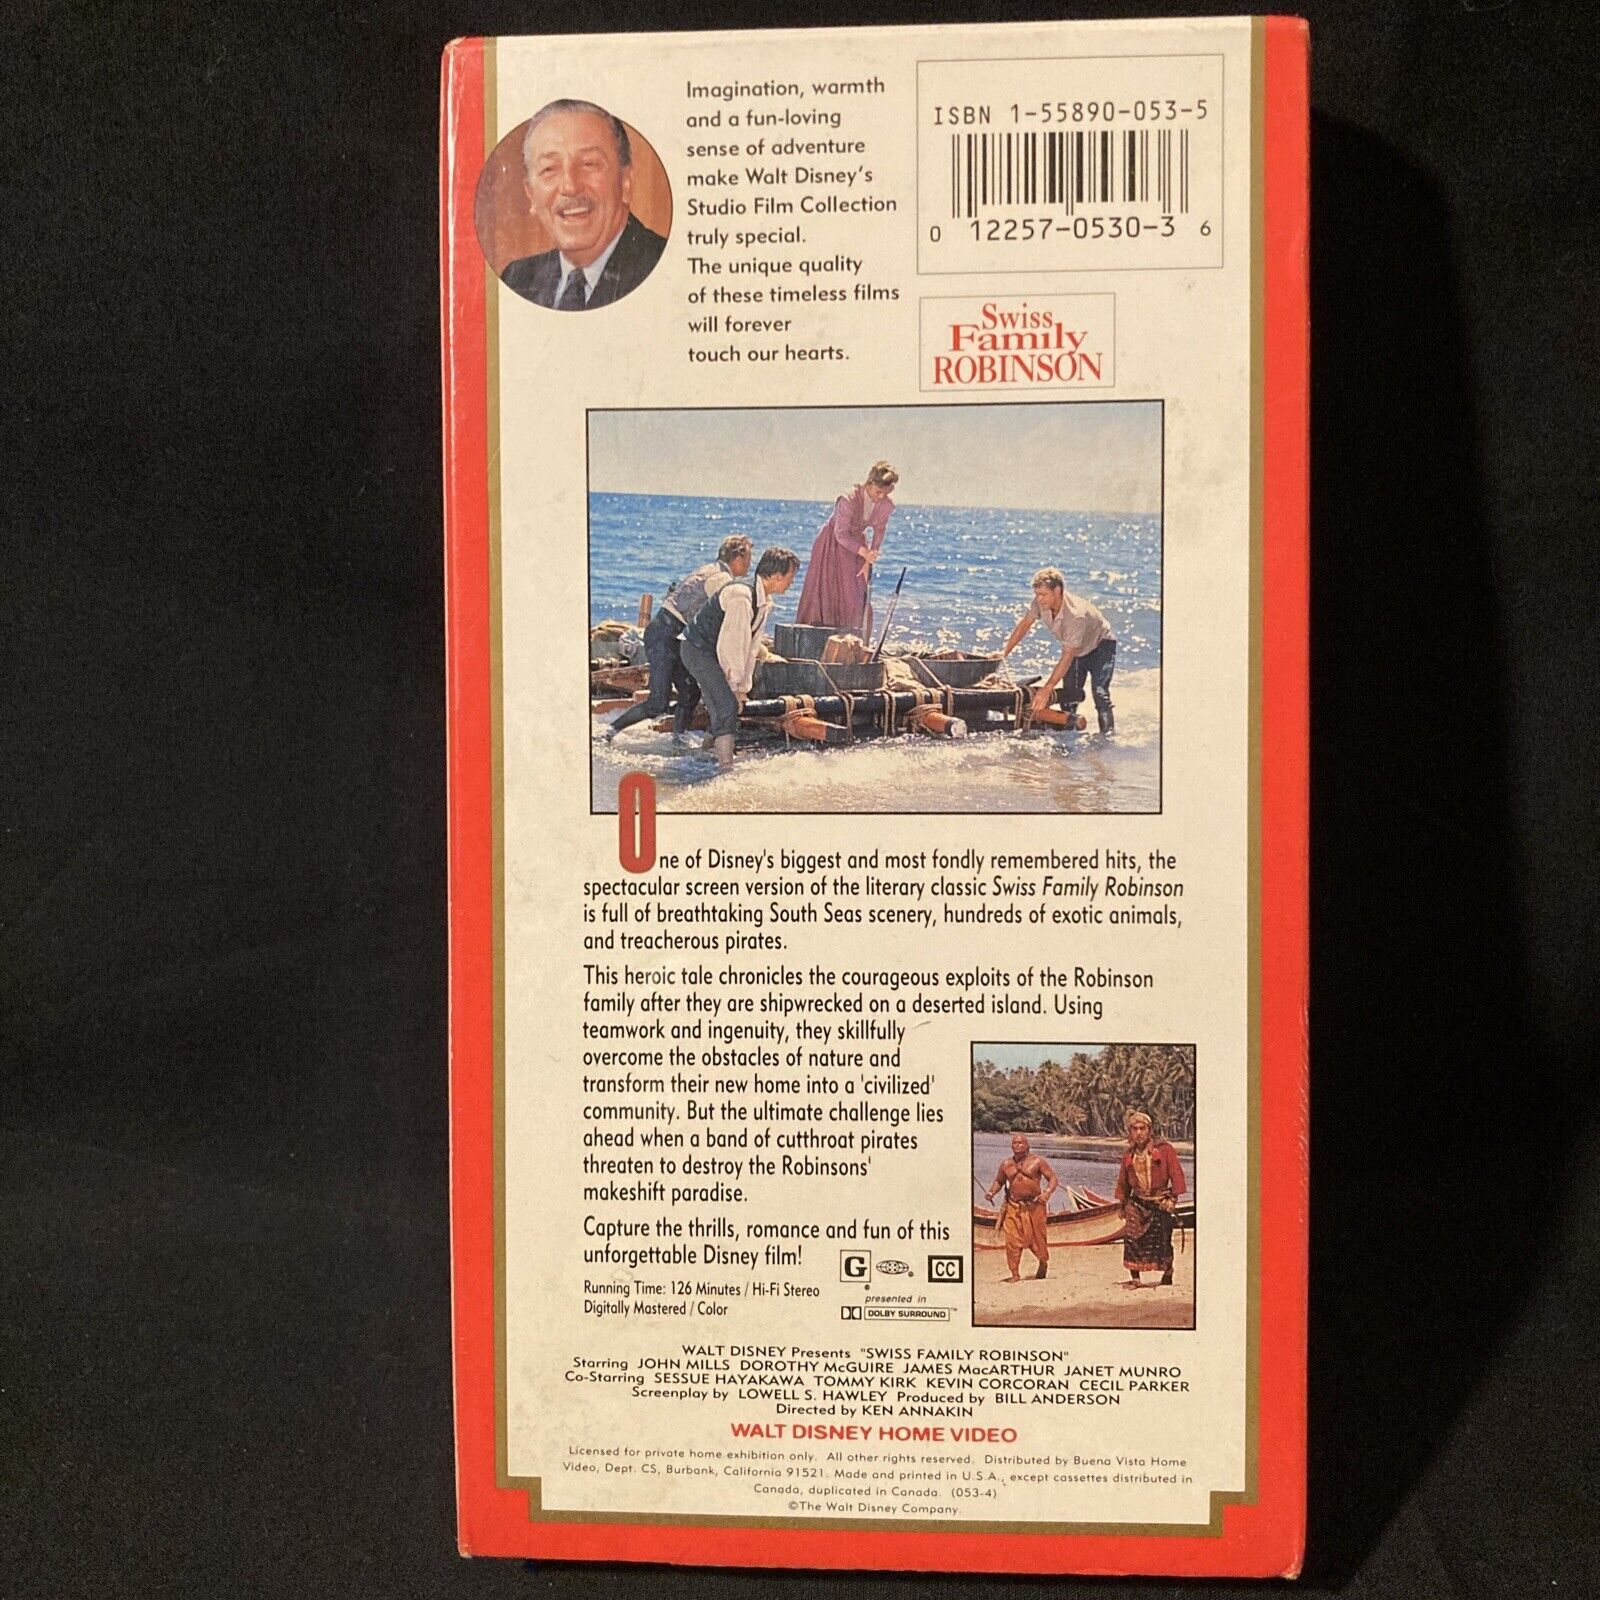 Imagination, warmth
and a fun-loving
sense of adventure
make Walt Disney's
Studio Film Collection
truly special.
The unique quality
of these timeless films
will forever
touch our hearts.
ISBN 1-55890-053-5
0 12257-0530-3 6
Swiss
Family
ROBINSON
One of Disney's biggest and most fondly remembered hits, the
spectacular screen version of the literary classic Swiss Family Robinson
is full of breathtaking South Seas scenery, hundreds of exotic animals,
and treacherous pirates.
This heroic tale chronicles the courageous exploits of the Robinson
family after they are shipwrecked on a deserted island. Using
teamwork and ingenuity, they skillfully
overcome the obstacles of nature and
transform their new home into a 'civilized'
community. But the ultimate challenge lies
ahead when a band of cutthroat pirates
threaten to destroy the Robinsons'
makeshift paradise.
Capture the thrills, romance and fun of this
unforgettable Disney film!
Running Time: 126 Minutes / Hi-Fi Stereo
Digitally Mastered / Color
G ® CC
presented in
DOLBY SURROUND™
WALT DISNEY Presents "SWISS FAMILY ROBINSON"
Starring JOHN MILLS DOROTHY McGUIRE JAMES MacARTHUR JANET MUNRO
Co-Starring SESSUE HAYAKAWA TOMMY KIRK KEVIN CORCORAN CECIL PARKER
Screenplay by LOWELL S. HAWLEY Produced by BILL ANDERSON
Directed by KEN ANNAKIN
WALT DISNEY HOME VIDEO
Licensed for private home exhibition only. All other rights reserved. Distributed by Buena Vista Home
Video, Dept. CS, Burbank, California 91521. Made and printed in U.S.A., except cassettes distributed in
Canada, duplicated in Canada. (053-4)
©The Walt Disney Company.